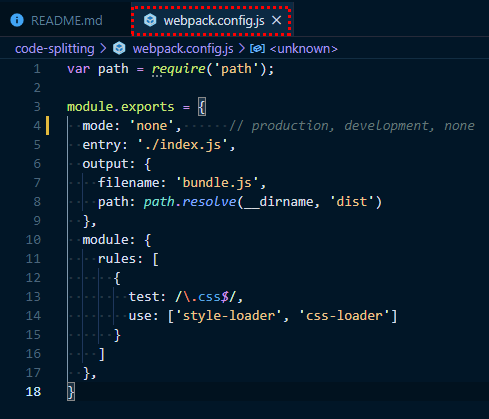 README.md webpack.config.js
code-splitting > webpack.config.js > <unknown>
1 var path = require('path');
2
3 module.exports = {
4 mode: 'none', // production, development, none
5 entry: './index.js',
6 output: {
7 filename: 'bundle.js',
8 path: path.resolve(__dirname, 'dist')
9 },
10 module: {
11 rules: [
12 {
13 test: /\.css$/,
14 use: ['style-loader', 'css-loader']
15 }
16 ]
17 },
18 }